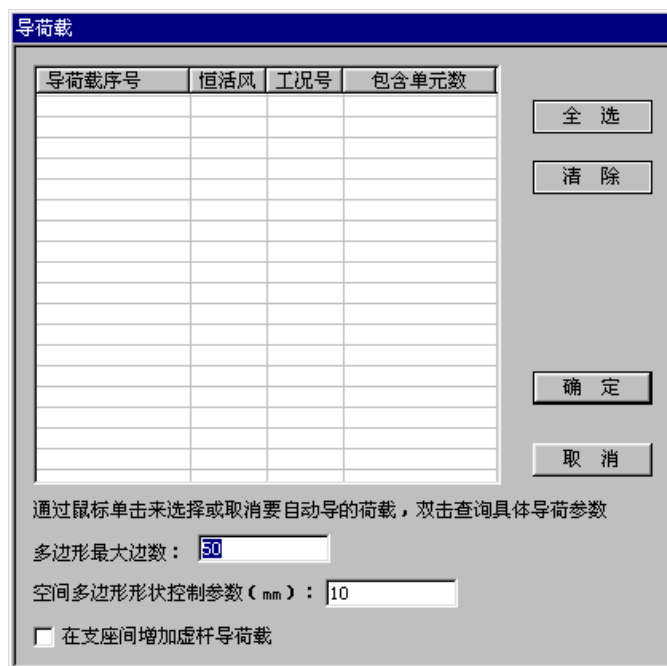 导荷载
导荷载序号 恒活风 工况号 包含单元数
全 选
清 除
确 定
取 消
通过鼠标单击来选择或取消要自动导的荷载，双击查询具体导荷参数
多边形最大边数： 50
空间多边形形状控制参数（mm）： 10
在支座间增加虚杆导荷载